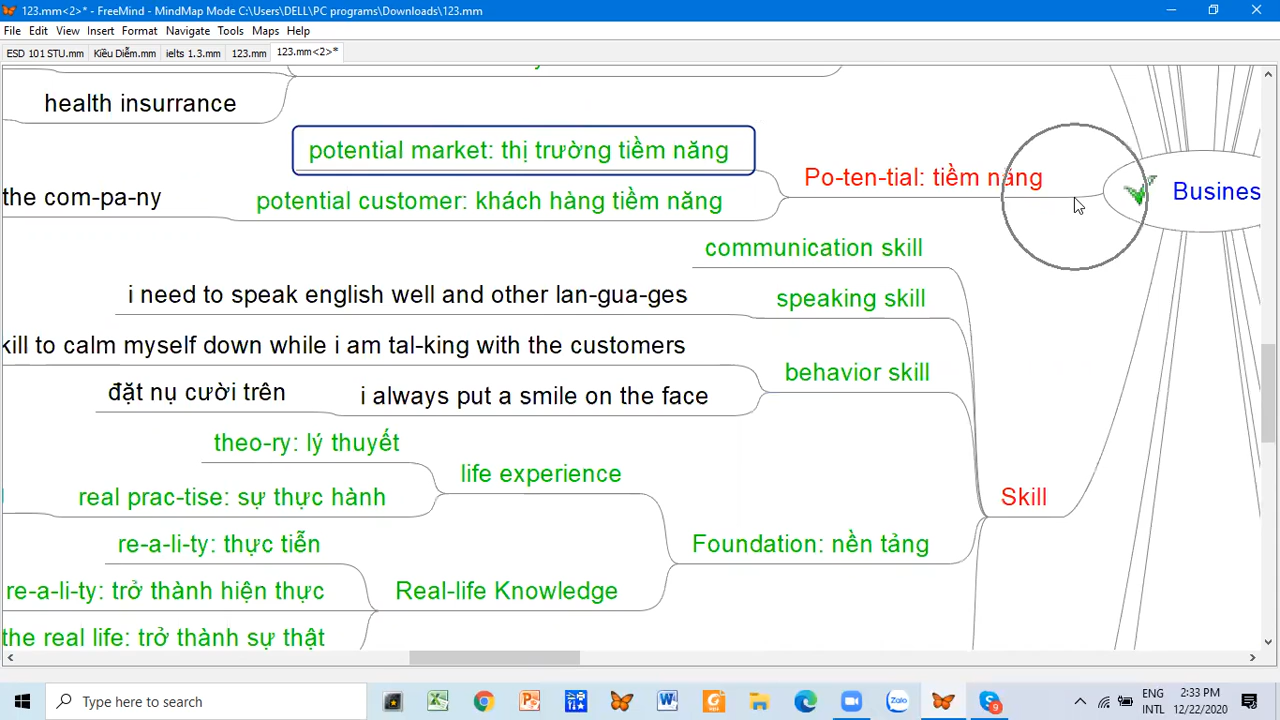 123.mm<2>* - FreeMind - MindMap Mode C:\Users\DELL\PC programs\Downloads\123.mm
File Edit View Insert Format Navigate Tools Maps Help
ESD 101 STU.mm Kiều Diễm.mm ielts 1.3.mm 123.mm 123.mm<2>*
health insurrance
potential market: thị trường tiềm năng
Po-ten-tial: tiềm năng
Busines
the com-pa-ny
potential customer: khách hàng tiềm năng
communication skill
i need to speak english well and other lan-gua-ges
speaking skill
kill to calm myself down while i am tal-king with the customers
behavior skill
đặt nụ cười trên
i always put a smile on the face
theo-ry: lý thuyết
life experience
real prac-tise: sự thực hành
Skill
re-a-li-ty: thực tiễn
Foundation: nền tảng
re-a-li-ty: trở thành hiện thực
Real-life Knowledge
the real life: trở thành sự thật
Type here to search
ENG
INTL
2:33 PM
12/22/2020